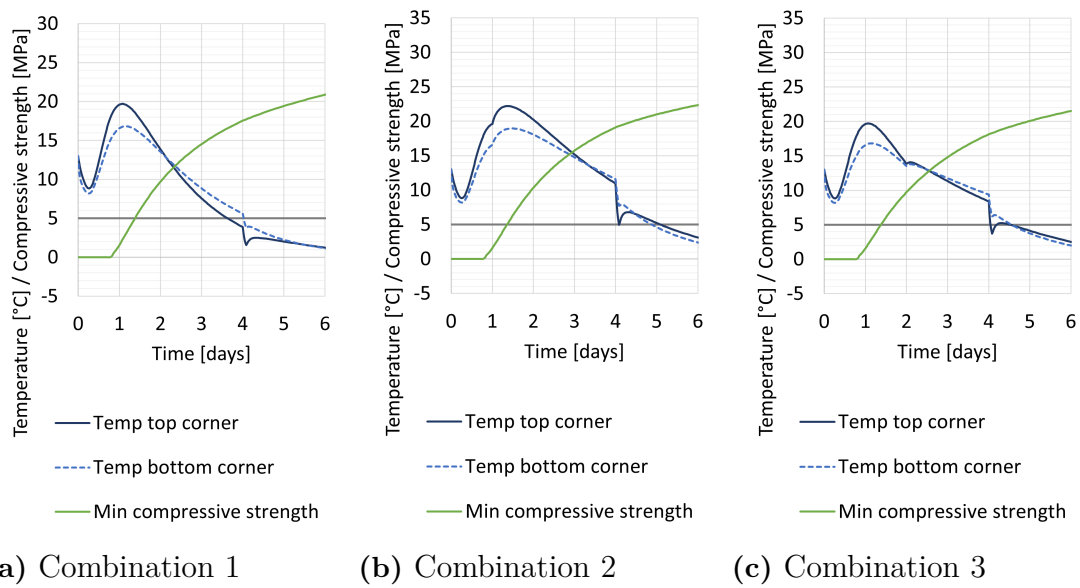 Temperature [°C] / Compressive strength [MPa]
30
25
20
15
10
5
0
-5
0 1 2 3 4 5 6
Time [days]
Temp top corner
Temp bottom corner
Min compressive strength
a) Combination 1
Temperature [°C] / Compressive strength [MPa]
35
30
25
20
15
10
5
0
-5
0 1 2 3 4 5 6
Time [days]
Temp top corner
Temp bottom corner
Min compressive strength
(b) Combination 2
Temperature [°C] / Compressive strength [MPa]
35
30
25
20
15
10
5
0
-5
0 1 2 3 4 5 6
Time [days]
Temp top corner
Temp bottom corner
Min compressive strength
(c) Combination 3